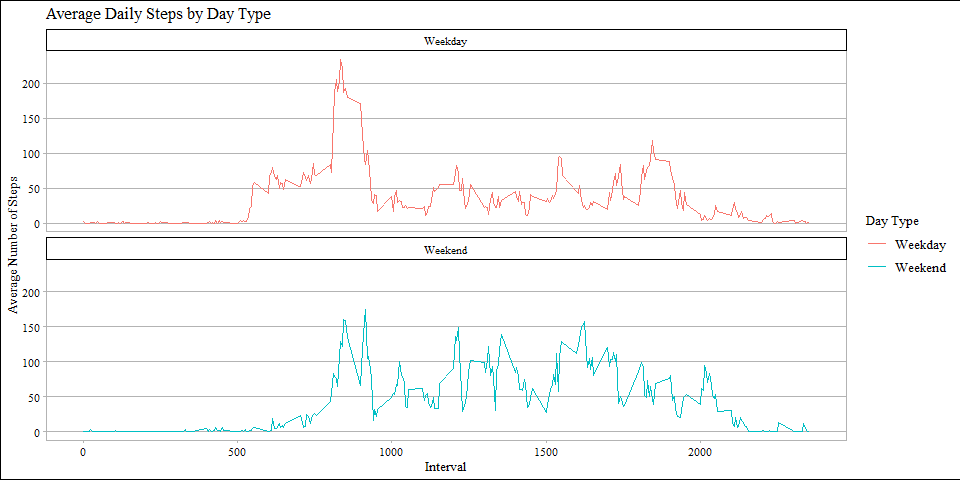 Average Daily Steps by Day Type
Weekday
200
150
100
50
0
Weekend
200
150
100
50
0
0 500 1000 1500 2000
Interval
Average Number of Steps
Day Type
Weekday
Weekend